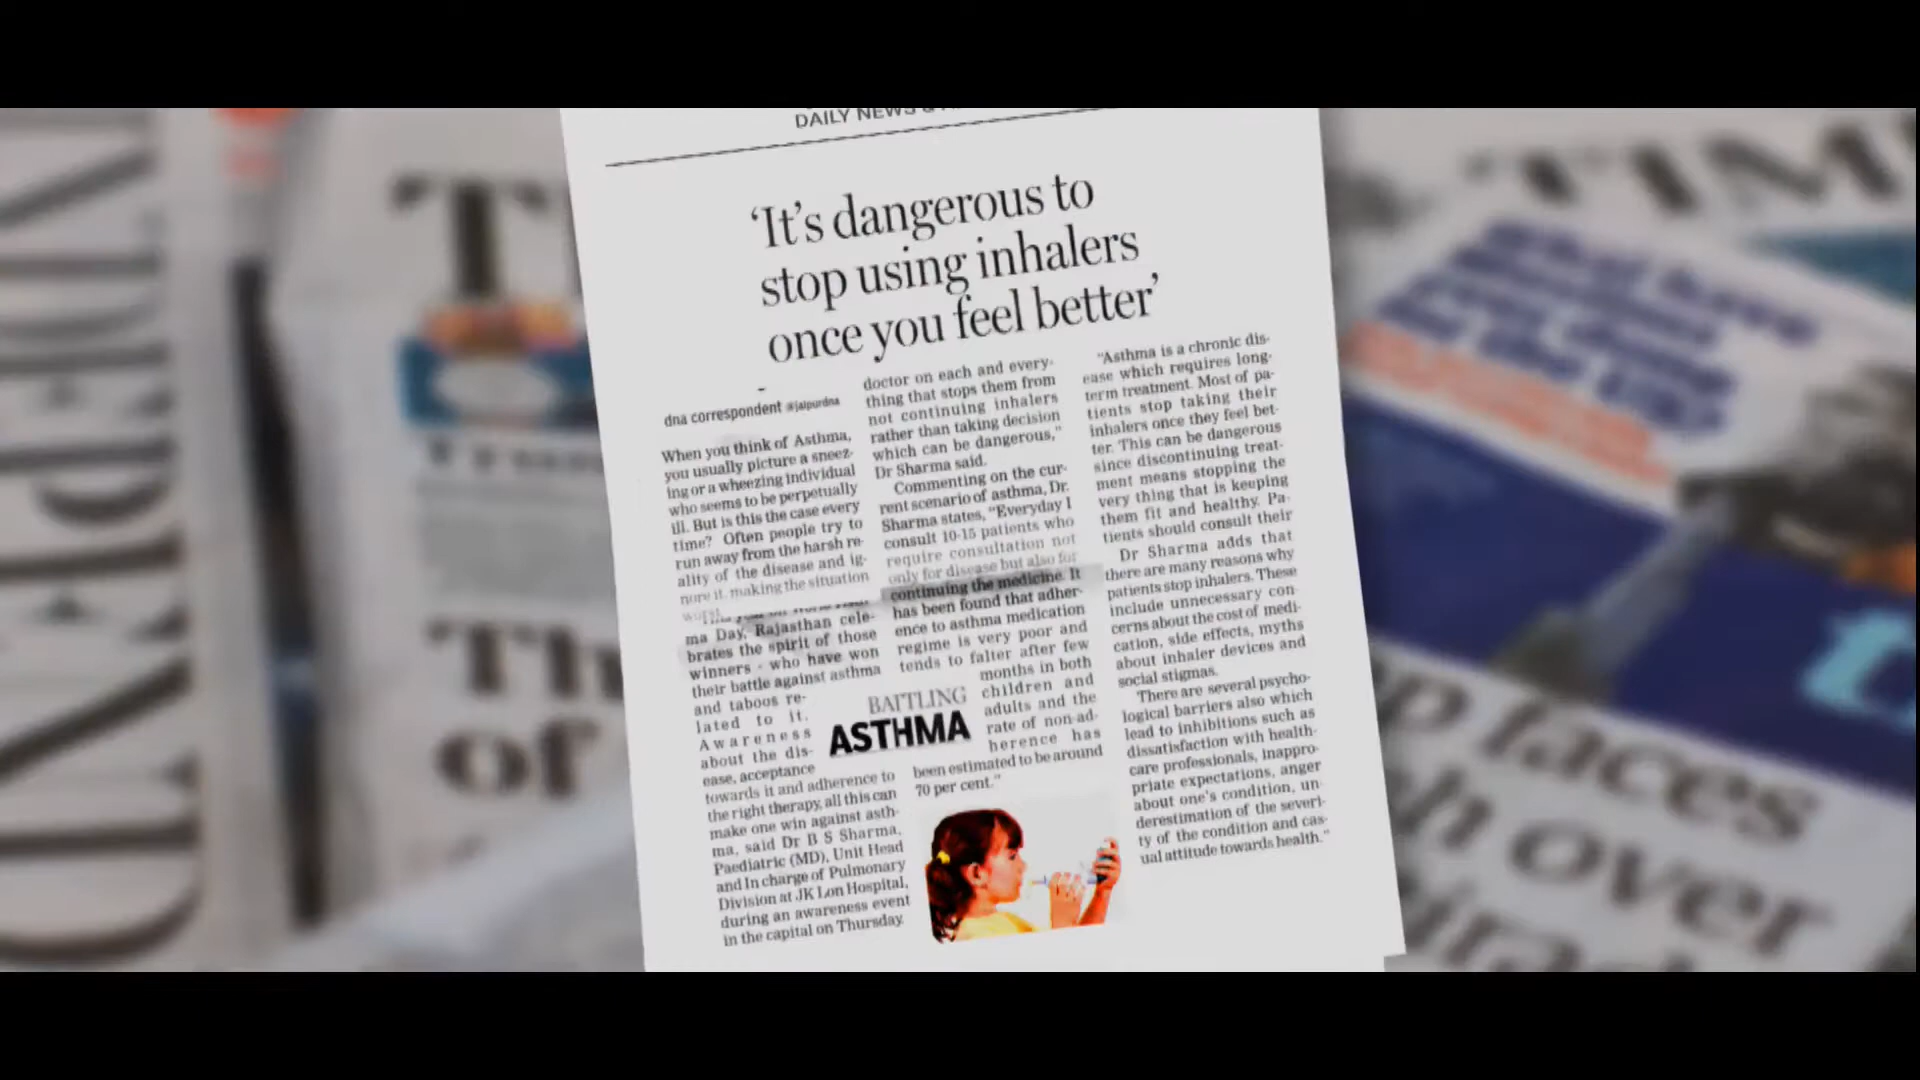 DAILY NEWS &
'It's dangerous to
stop using inhalers
once you feel better'
dna correspondent @jaipurdna
When you think of Asthma,
you usually picture a sneez-
ing or a wheezing individual
who seems to be perpetually
ill. But is this the case every
time? Often people try to
run away from the harsh re-
ality of the disease and ig-
nore it, making the situation
ma Day, Rajasthan cele-
brates the spirit of those
winners - who have won
their battle against asthma
and taboos re-
lated to it.
Awareness
about the dis-
ease, acceptance
towards it and adherence to
the right therapy, all this can
make one win against asth-
ma, said Dr B S Sharma,
Paediatric (MD), Unit Head
and In charge of Pulmonary
Division at JK Lon Hospital,
during an awareness event
in the capital on Thursday.
doctor on each and every-
thing that stops them from
not continuing inhalers
rather than taking decision
which can be dangerous,"
Dr Sharma said.
Commenting on the cur-
rent scenario of asthma, Dr.
Sharma states, "Everyday I
consult 10-15 patients who
require consultation not
only for disease but also for
continuing the medicine. It
has been found that adher-
ence to asthma medication
regime is very poor and
tends to falter after few
months in both
children and
adults and the
rate of non-ad-
herence has
been estimated to be around
70 per cent."
BATTLING
ASTHMA
"Asthma is a chronic dis-
ease which requires long-
term treatment. Most of pa-
tients stop taking their
inhalers once they feel bet-
ter. This can be dangerous
since discontinuing treat-
ment means stopping the
very thing that is keeping
them fit and healthy. Pa-
tients should consult their
Dr Sharma adds that
there are many reasons why
patients stop inhalers. These
include unnecessary con-
cerns about the cost of medi-
cation, side effects, myths
about inhaler devices and
social stigmas.
There are several psycho-
logical barriers also which
lead to inhibitions such as
dissatisfaction with health-
care professionals, inappro-
priate expectations, anger
about one's condition, un-
derestimation of the severi-
ty of the condition and cas-
ual attitude towards health."
Th
of
faces
over